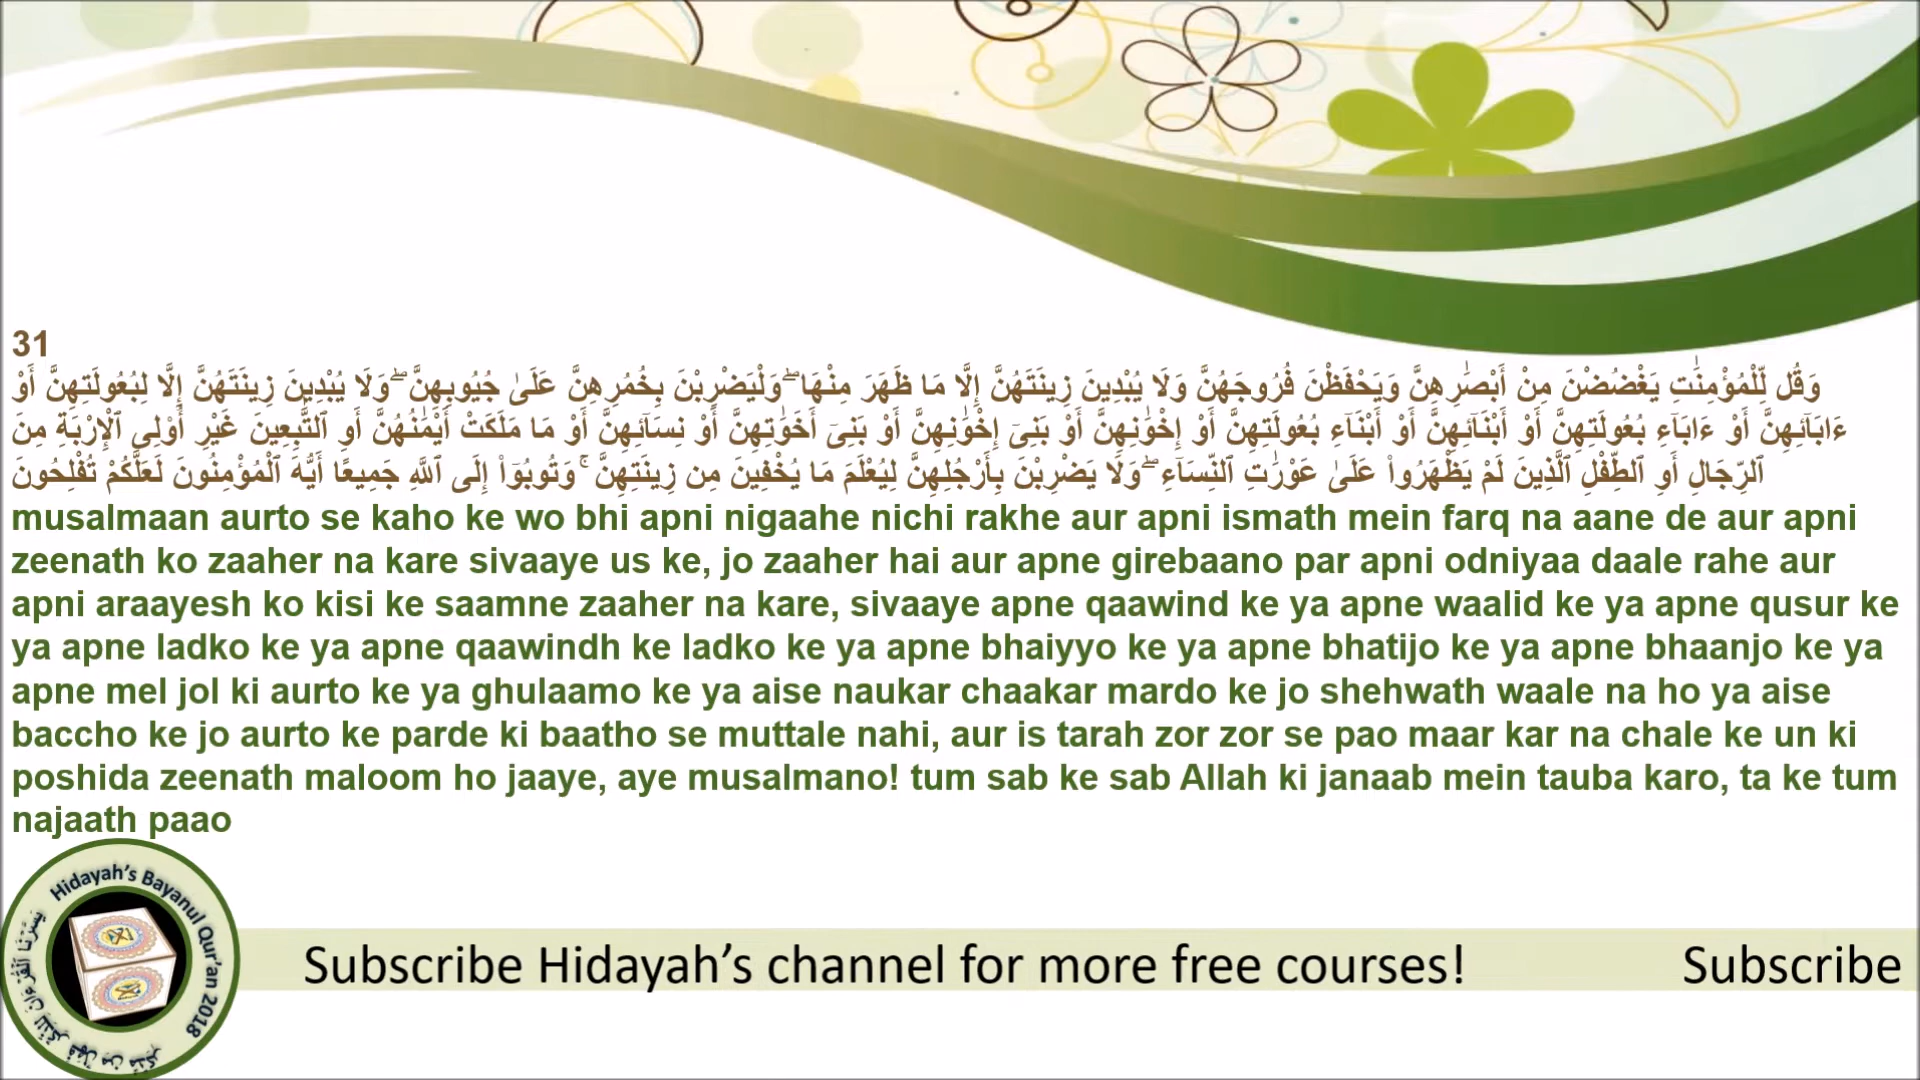 31
وَقُل لِّلْمُؤْمِنَٰتِ يَغْضُضْنَ مِنْ أَبْصَٰرِهِنَّ وَيَحْفَظْنَ فُرُوجَهُنَّ وَلَا يُبْدِينَ زِينَتَهُنَّ إِلَّا مَا ظَهَرَ مِنْهَا ۖ وَلْيَضْرِبْنَ بِخُمُرِهِنَّ عَلَىٰ جُيُوبِهِنَّ ۖ وَلَا يُبْدِينَ زِينَتَهُنَّ إِلَّا لِبُعُولَتِهِنَّ أَوْ
ءَابَآئِهِنَّ أَوْ ءَابَآءِ بُعُولَتِهِنَّ أَوْ أَبْنَآئِهِنَّ أَوْ أَبْنَآءِ بُعُولَتِهِنَّ أَوْ إِخْوَٰنِهِنَّ أَوْ بَنِىٓ إِخْوَٰنِهِنَّ أَوْ بَنِىٓ أَخَوَٰتِهِنَّ أَوْ نِسَآئِهِنَّ أَوْ مَا مَلَكَتْ أَيْمَٰنُهُنَّ أَوِ ٱلتَّٰبِعِينَ غَيْرِ أُو۟لِى ٱلْإِرْبَةِ مِنَ
ٱلرِّجَالِ أَوِ ٱلطِّفْلِ ٱلَّذِينَ لَمْ يَظْهَرُوا۟ عَلَىٰ عَوْرَٰتِ ٱلنِّسَآءِ ۖ وَلَا يَضْرِبْنَ بِأَرْجُلِهِنَّ لِيُعْلَمَ مَا يُخْفِينَ مِن زِينَتِهِنَّ ۚ وَتُوبُوٓا۟ إِلَى ٱللَّهِ جَمِيعًا أَيُّهَ ٱلْمُؤْمِنُونَ لَعَلَّكُمْ تُفْلِحُونَ
musalmaan aurto se kaho ke wo bhi apni nigaahe nichi rakhe aur apni ismath mein farq na aane de aur apni
zeenath ko zaaher na kare sivaaye us ke, jo zaaher hai aur apne girebaano par apni odniyaa daale rahe aur
apni araayesh ko kisi ke saamne zaaher na kare, sivaaye apne qaawind ke ya apne waalid ke ya apne qusur ke
ya apne ladko ke ya apne qaawindh ke ladko ke ya apne bhaiyyo ke ya apne bhatijo ke ya apne bhaanjo ke ya
apne mel jol ki aurto ke ya ghulaamo ke ya aise naukar chaakar mardo ke jo shehwath waale na ho ya aise
baccho ke jo aurto ke parde ki baatho se muttale nahi, aur is tarah zor zor se pao maar kar na chale ke un ki
poshida zeenath maloom ho jaaye, aye musalmano! tum sab ke sab Allah ki janaab mein tauba karo, ta ke tum
najaath paao
Hidayah's Bayanul Qur'an 2018
يَسَّرْنَا ٱلْقُرْءَانَ لِلذِّكْرِ فَهَلْ مِن مُّدَّكِرٍ
Subscribe Hidayah's channel for more free courses! Subscribe